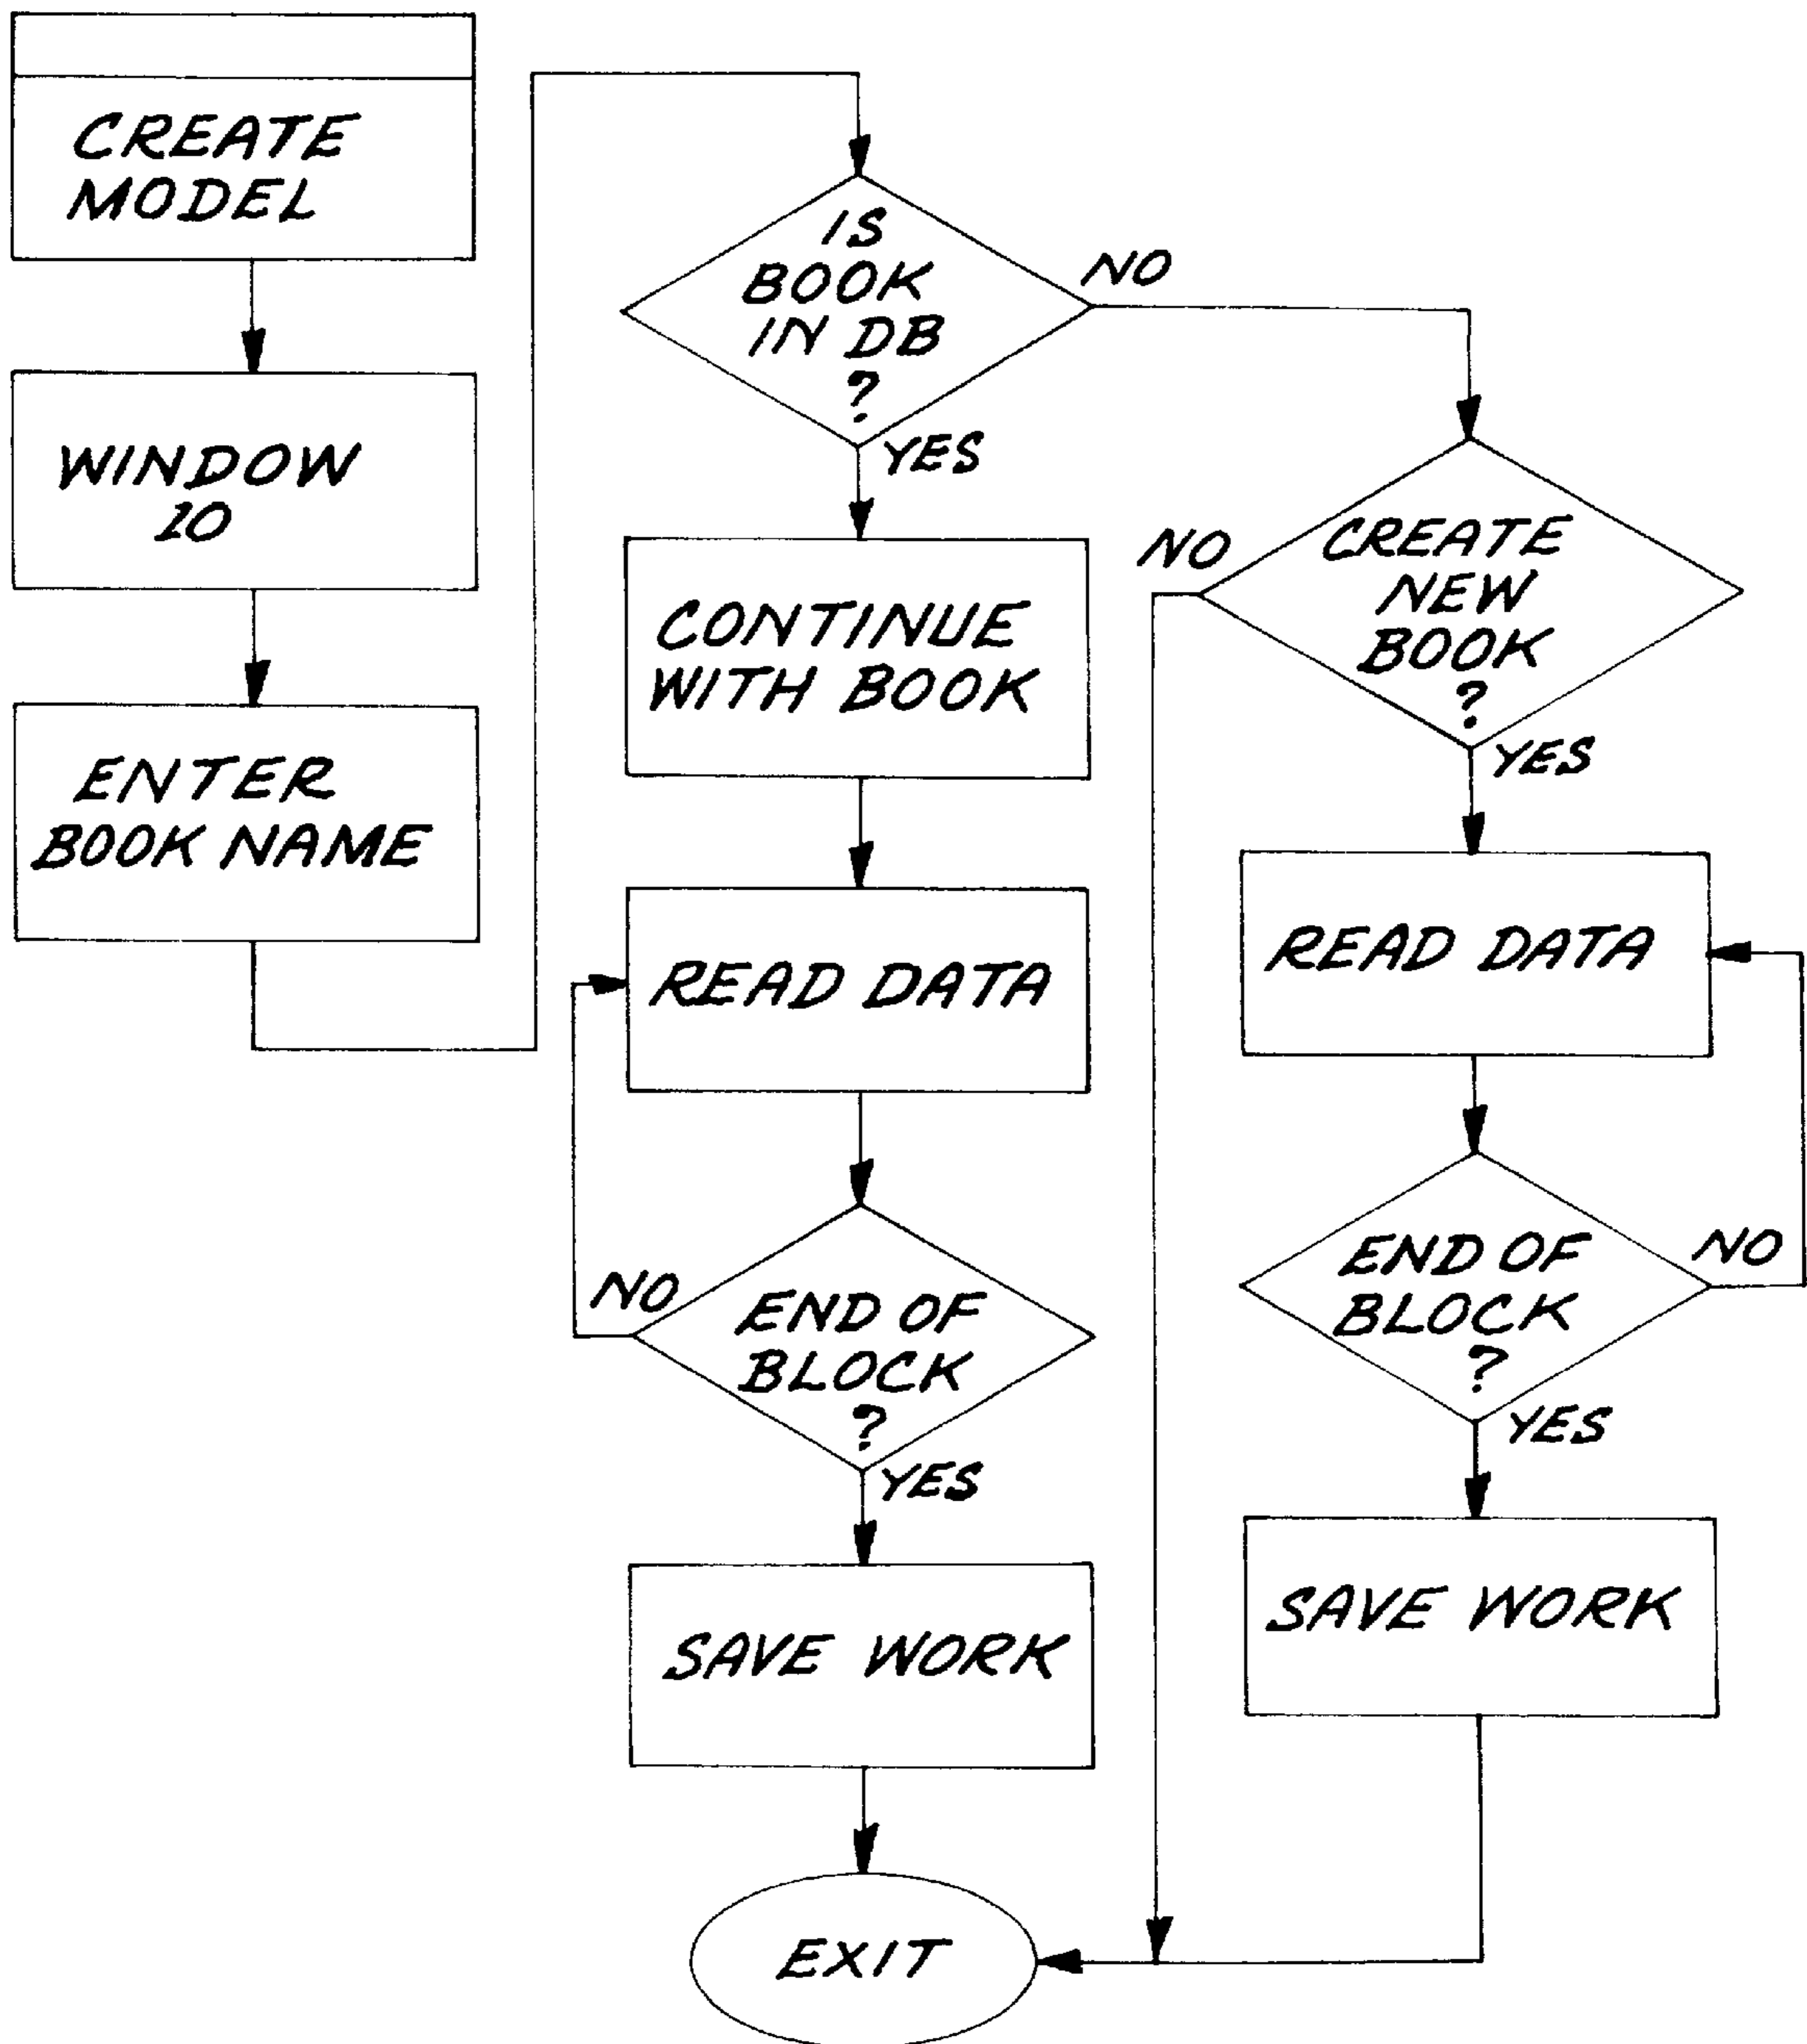 CREATE
MODEL
WINDOW
10
ENTER
BOOK NAME
IS
BOOK
IN DB
?
NO
YES
CONTINUE
WITH BOOK
READ DATA
NO
END OF
BLOCK
?
YES
SAVE WORK
EXIT
NO
CREATE
NEW
BOOK
?
YES
READ DATA
END OF
BLOCK
?
NO
YES
SAVE WORK